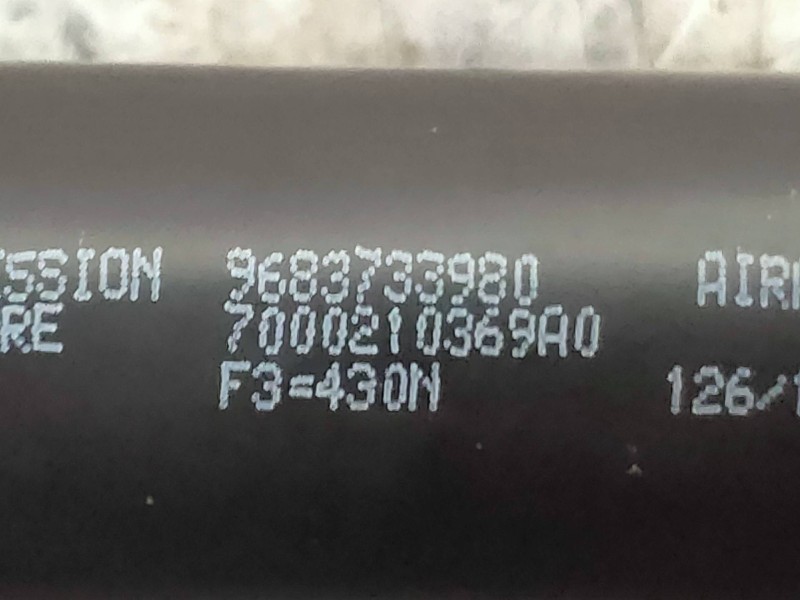 SSION 9683733980 AIR
RE 7000210369A0
F3=430N 126/